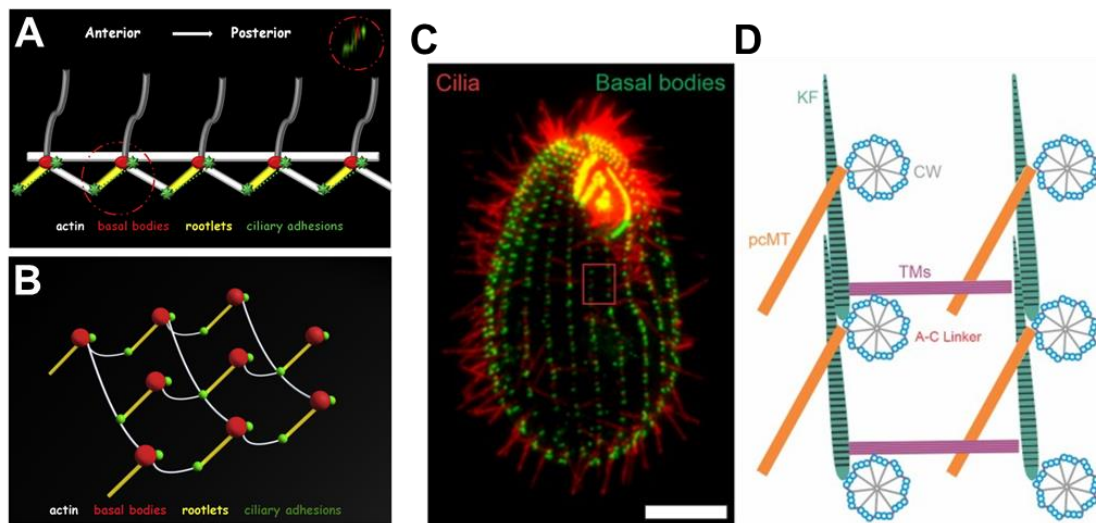 A
Anterior Posterior
actin basal bodies rootlets ciliary adhesions
B
actin basal bodies rootlets ciliary adhesions
C
Cilia Basal bodies
D
KF
CW
pcMT
TMs
A-C Linker